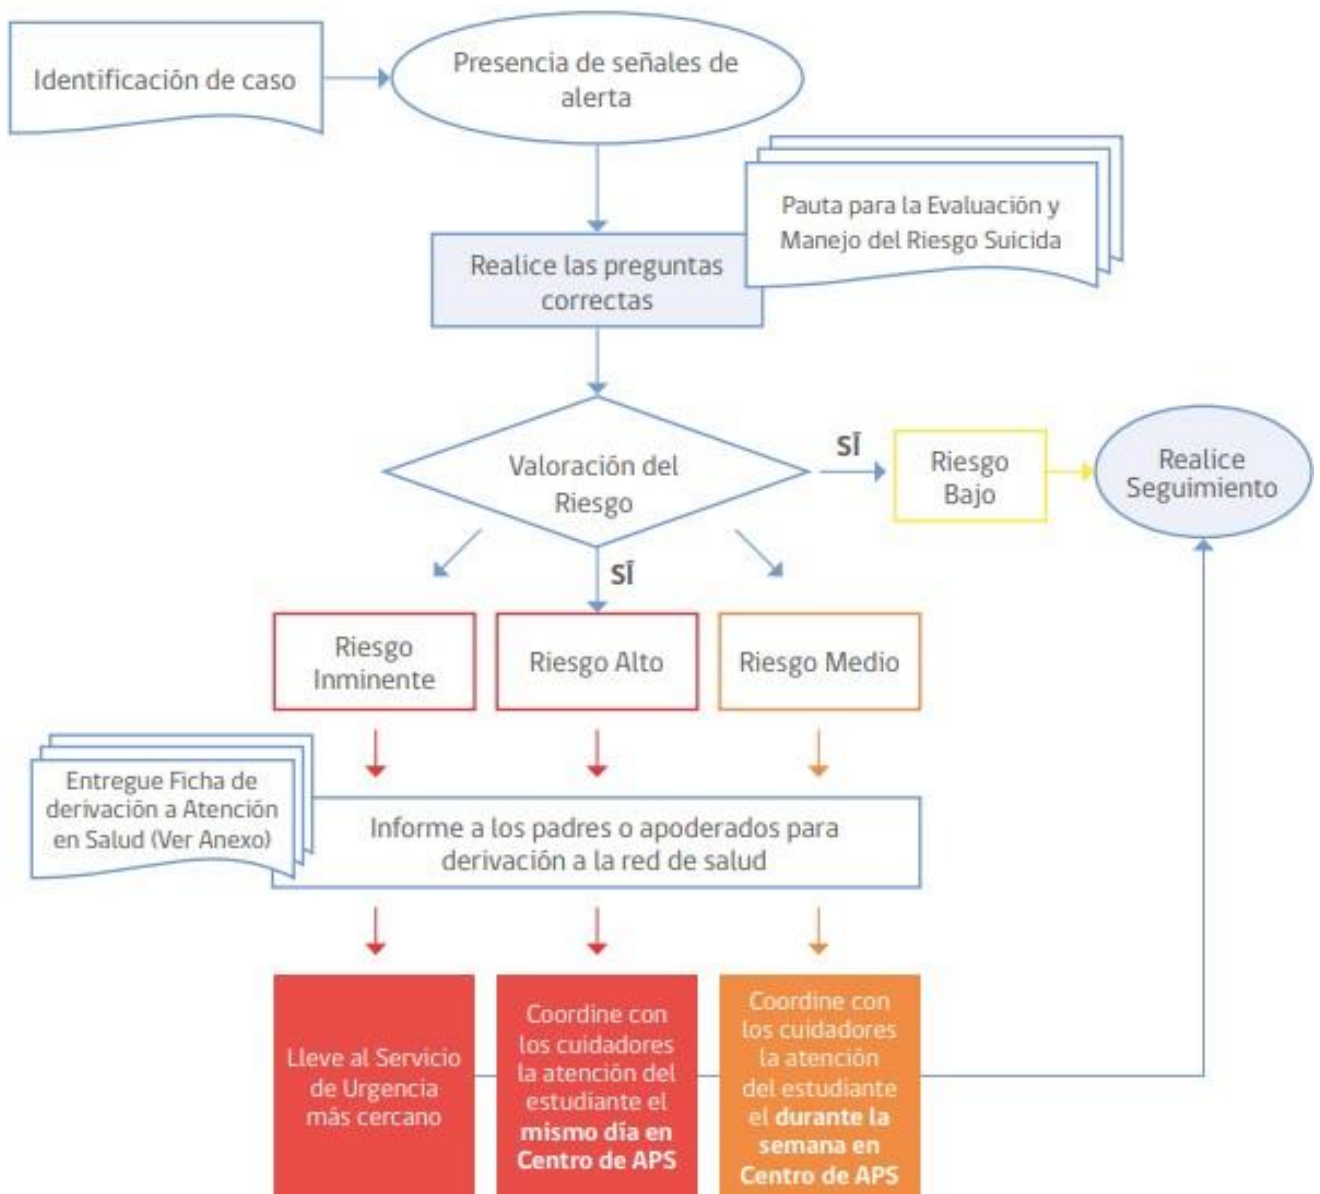 Identificación de caso
Presencia de señales de
alerta
Pauta para la Evaluación y
Manejo del Riesgo Suicida
Realice las preguntas
correctas
Valoración del
Riesgo
SÍ
Riesgo
Bajo
Realice
Seguimiento
SÍ
Riesgo
Inminente
Riesgo Alto
Riesgo Medio
Entregue Ficha de
derivación a Atención
en Salud (Ver Anexo)
Informe a los padres o apoderados para
derivación a la red de salud
Lleve al Servicio
de Urgencia
más cercano
Coordine con
los cuidadores
la atención del
estudiante el
mismo día en
Centro de APS
Coordine con
los cuidadores
la atención
del estudiante
el durante la
semana en
Centro de APS